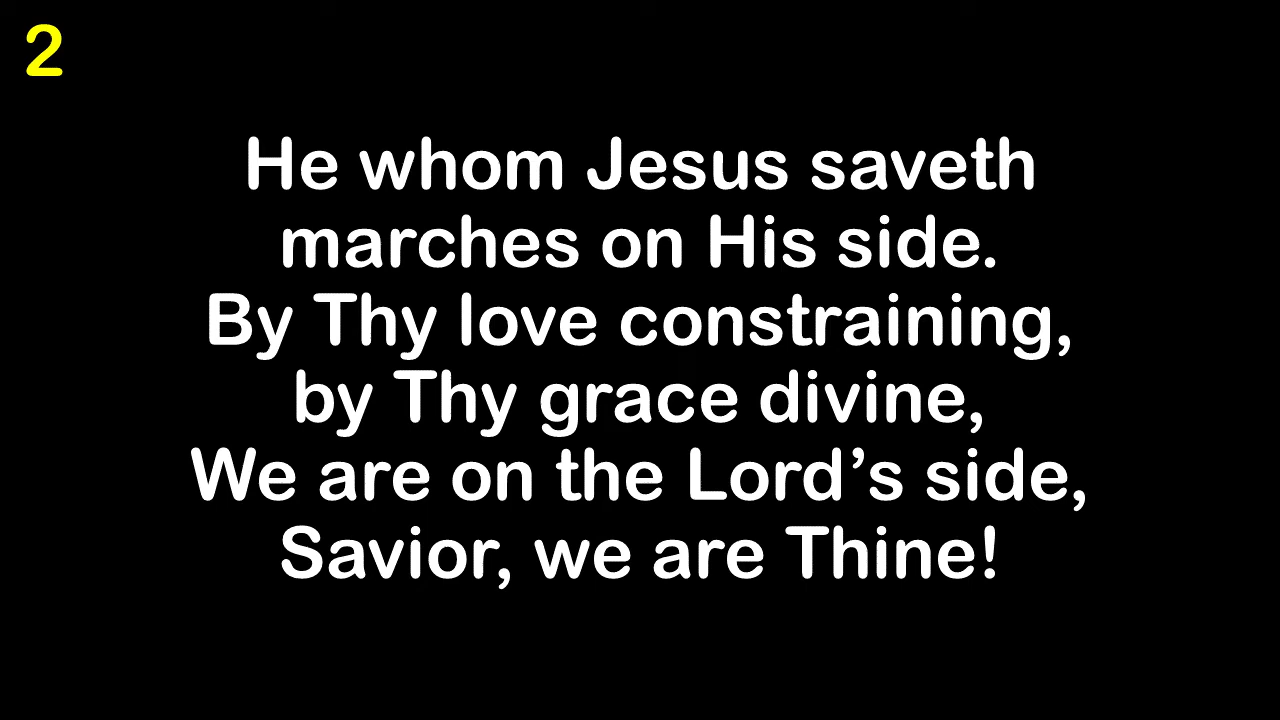 2
He whom Jesus saveth
marches on His side.
By Thy love constraining,
by Thy grace divine,
We are on the Lord’s side,
Savior, we are Thine!